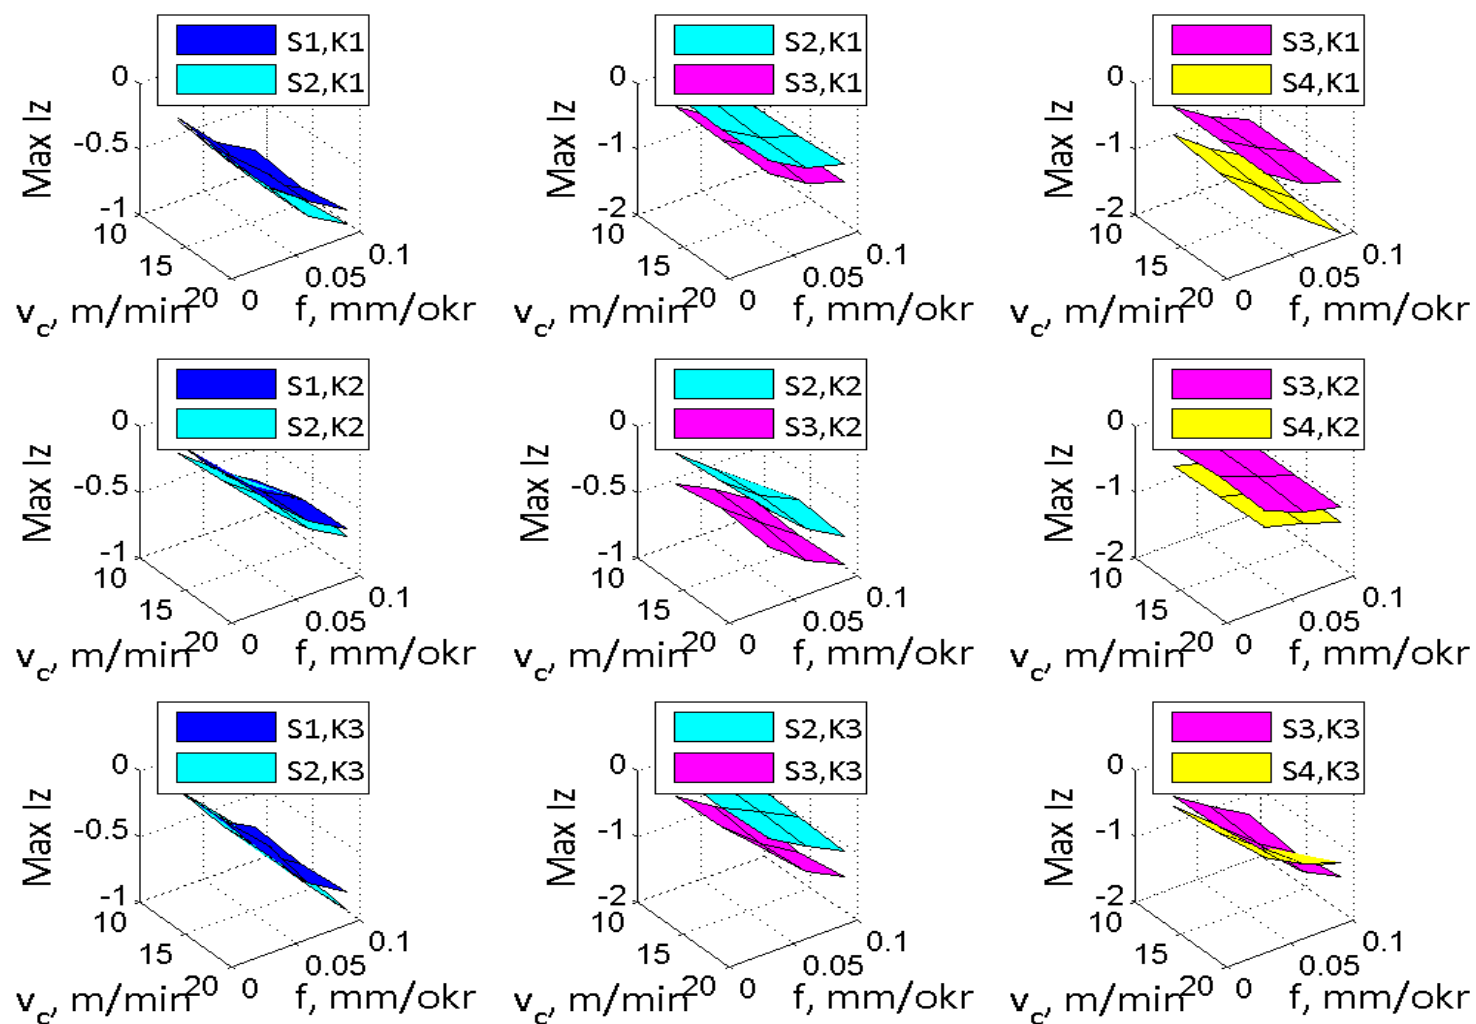 S1,K1
S2,K1
Max Iz
0
-0.5
-1
10
15
20
0
0.05
0.1
vc, m/min
f, mm/okr
S2,K1
S3,K1
Max Iz
0
-1
-2
10
15
20
0
0.05
0.1
vc, m/min
f, mm/okr
S3,K1
S4,K1
Max Iz
0
-1
-2
10
15
20
0
0.05
0.1
vc, m/min
f, mm/okr
S1,K2
S2,K2
Max Iz
0
-0.5
-1
10
15
20
0
0.05
0.1
vc, m/min
f, mm/okr
S2,K2
S3,K2
Max Iz
0
-0.5
-1
10
15
20
0
0.05
0.1
vc, m/min
f, mm/okr
S3,K2
S4,K2
Max Iz
0
-1
-2
10
15
20
0
0.05
0.1
vc, m/min
f, mm/okr
S1,K3
S2,K3
Max Iz
0
-0.5
-1
10
15
20
0
0.05
0.1
vc, m/min
f, mm/okr
S2,K3
S3,K3
Max Iz
0
-1
-2
10
15
20
0
0.05
0.1
vc, m/min
f, mm/okr
S3,K3
S4,K3
Max Iz
0
-1
-2
10
15
20
0
0.05
0.1
vc, m/min
f, mm/okr